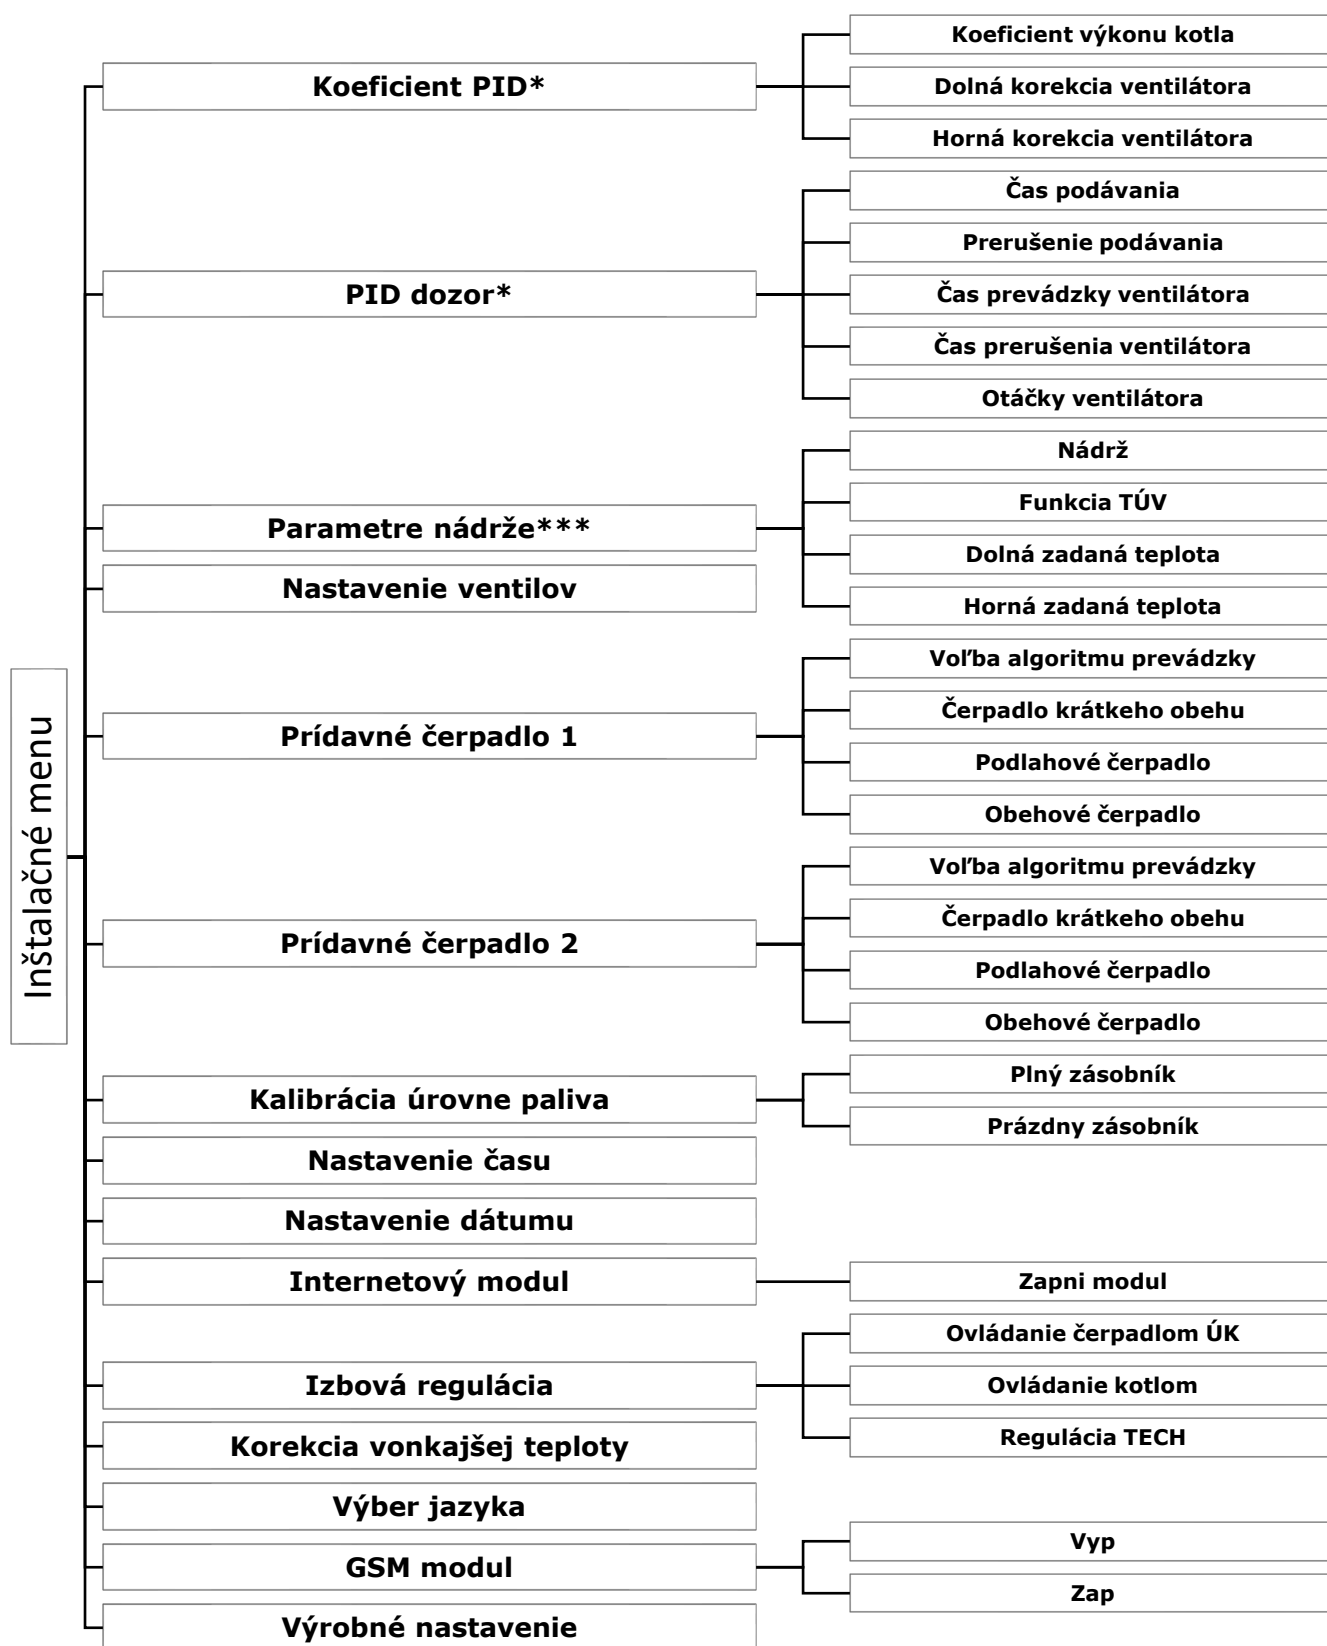 Inštalačné menu
Koeficient PID*
Koeficient výkonu kotla
Dolná korekcia ventilátora
Horná korekcia ventilátora
PID dozor*
Čas podávania
Prerušenie podávania
Čas prevádzky ventilátora
Čas prerušenia ventilátora
Otáčky ventilátora
Parametre nádrže***
Nádrž
Funkcia TÚV
Dolná zadaná teplota
Horná zadaná teplota
Nastavenie ventilov
Prídavné čerpadlo 1
Voľba algoritmu prevádzky
Čerpadlo krátkeho obehu
Podlahové čerpadlo
Obehové čerpadlo
Prídavné čerpadlo 2
Voľba algoritmu prevádzky
Čerpadlo krátkeho obehu
Podlahové čerpadlo
Obehové čerpadlo
Kalibrácia úrovne paliva
Plný zásobník
Prázdny zásobník
Nastavenie času
Nastavenie dátumu
Internetový modul
Zapni modul
Izbová regulácia
Ovládanie čerpadlom ÚK
Ovládanie kotlom
Regulácia TECH
Korekcia vonkajšej teploty
Výber jazyka
GSM modul
Vyp
Zap
Výrobné nastavenie